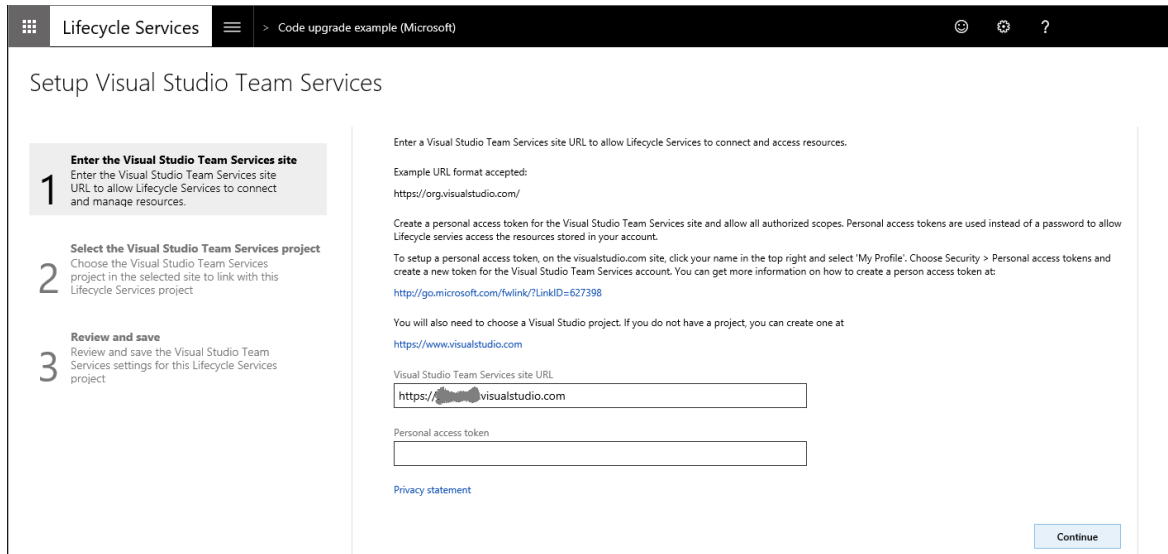 Lifecycle Services > Code upgrade example (Microsoft) ?
Setup Visual Studio Team Services
1
Enter the Visual Studio Team Services site
Enter the Visual Studio Team Services site
URL to allow Lifecycle Services to connect
and manage resources.
2
Select the Visual Studio Team Services project
Choose the Visual Studio Team Services
project in the selected site to link with this
Lifecycle Services project
3
Review and save
Review and save the Visual Studio Team
Services settings for this Lifecycle Services
project
Enter a Visual Studio Team Services site URL to allow Lifecycle Services to connect and access resources.
Example URL format accepted:
https://org.visualstudio.com/
Create a personal access token for the Visual Studio Team Services site and allow all authorized scopes. Personal access tokens are used instead of a password to allow
Lifecycle servies access the resources stored in your account.
To setup a personal access token, on the visualstudio.com site, click your name in the top right and select 'My Profile'. Choose Security > Personal access tokens and
create a new token for the Visual Studio Team Services account. You can get more information on how to create a person access token at:
http://go.microsoft.com/fwlink/?LinkID=627398
You will also need to choose a Visual Studio project. If you do not have a project, you can create one at
https://www.visualstudio.com
Visual Studio Team Services site URL
https:// .visualstudio.com
Personal access token
Privacy statement
Continue